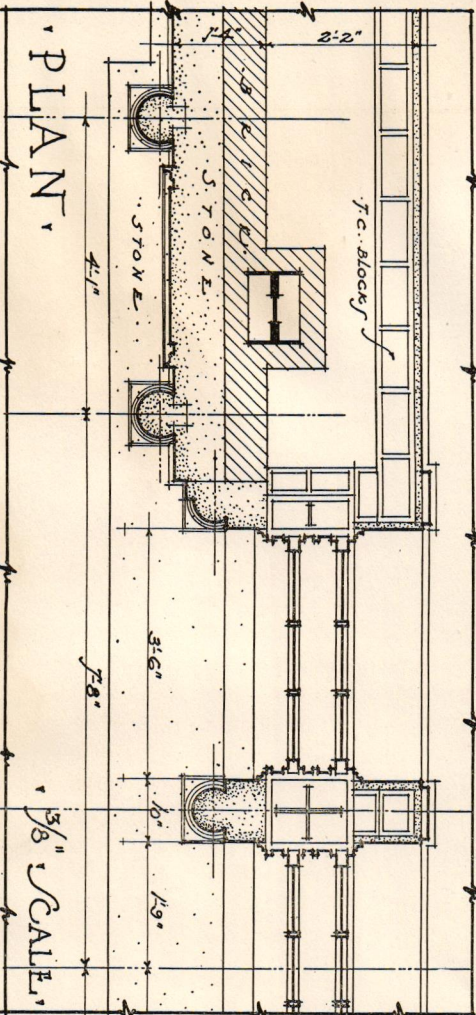 2'-2"
T.C. Blocks
1'-4"
BRICK
STONE
STONE
3'-6"
10"
1'-9"
4'-1"
7'-8"
· PLAN ·
· 3/8" SCALE ·